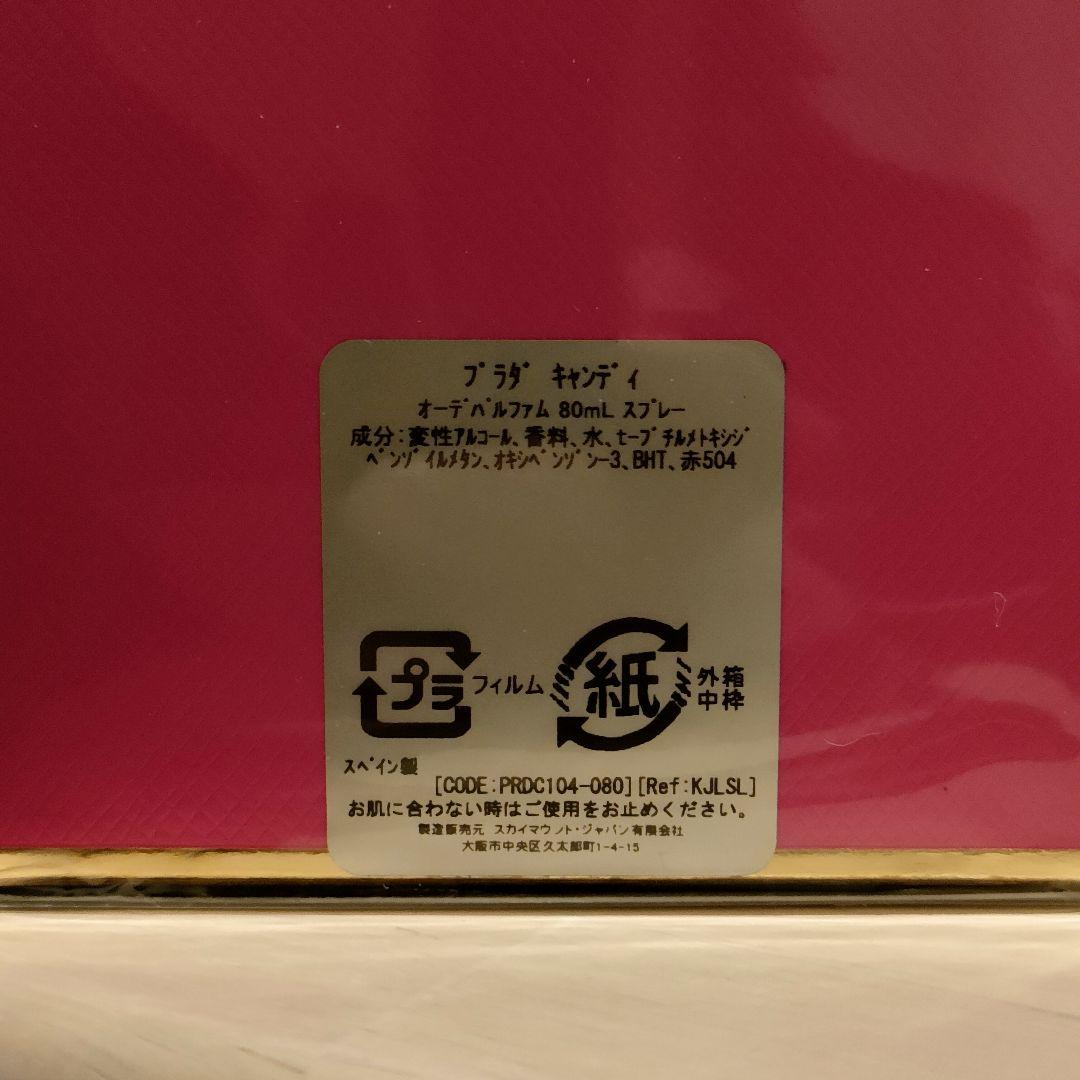 ﾌﾟﾗﾀﾞ ｷｬﾝﾃﾞｨ
ｵｰﾃﾞﾊﾟﾙﾌｧﾑ 80mL ｽﾌﾟﾚｰ
成分:変性ｱﾙｺｰﾙ、香料、水、t-ﾌﾞﾁﾙﾒﾄｷｼｼﾞ
ﾍﾞﾝｿﾞｲﾙﾒﾀﾝ、ｵｷｼﾍﾞﾝｿﾞﾝ-3、BHT、赤504
プラ フィルム 紙 外箱
中枠
ｽﾍﾟｲﾝ製
[CODE:PRDC104-080][Ref:KJLSL]
お肌に合わない時はご使用をお止めください。
製造販売元 スカイマウント・ジャパン有限会社
大阪市中央区久太郎町1-4-15